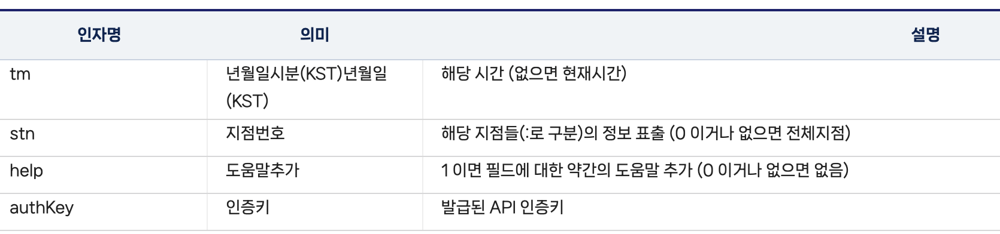 인자명 의미 설명
tm 년월일시분(KST)년월일 해당 시간 (없으면 현재시간)
(KST)
stn 지점번호 해당 지점들(:로 구분)의 정보 표출 (0 이거나 없으면 전체지점)
help 도움말추가 1 이면 필드에 대한 약간의 도움말 추가 (0 이거나 없으면 없음)
authKey 인증키 발급된 API 인증키